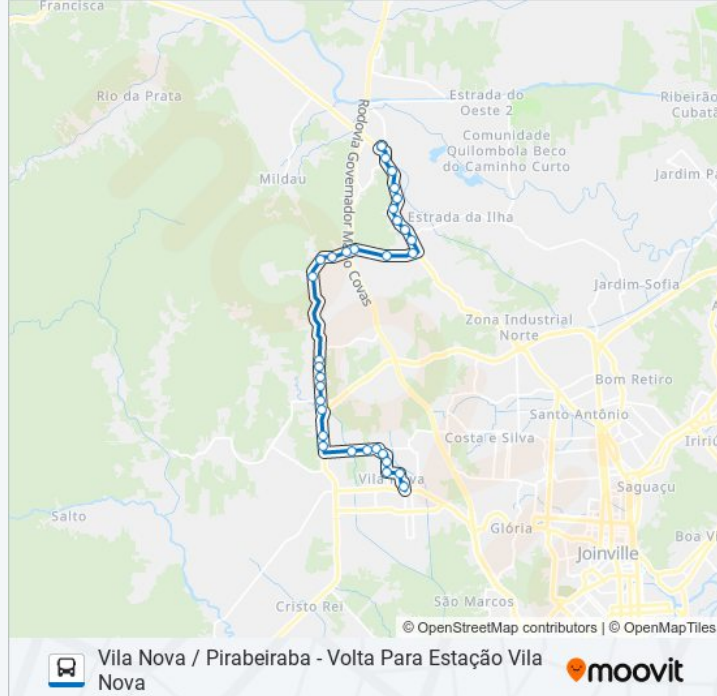 Francisca
Rio da Prata
Estrada do
Oeste 2
Ribeirão
Cubatã
Comunidade
Quilombola Beco
do Caminho Curto
Mildau
Jardim Pa
Rodovia Governador M
o Covas
Estrada da Ilha
Jardim Sofia
Zona Industrial
Norte
Bom Retiro
Santo Antônio
Costa e Silva
Iririú
Vila
va
Saguaçu
Salto
Glória
Boa Vi
Joinville
São Marcos
Cristo Rei
© OpenStreetMap contributors | © OpenMapTiles
Vila Nova / Pirabeiraba - Volta Para Estação Vila
Nova
moovit